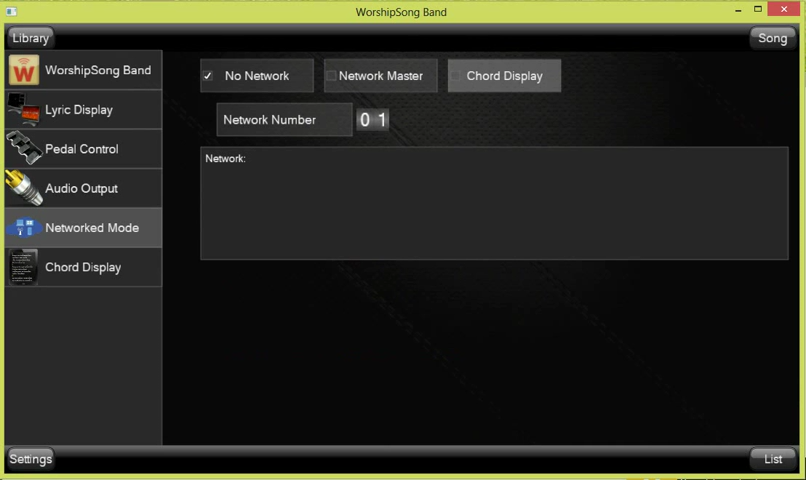 WorshipSong Band
Library
Song
WorshipSong Band
Lyric Display
Pedal Control
Audio Output
Networked Mode
Chord Display
No Network
Network Master
Chord Display
Network Number
0 1
Network:
Settings
List